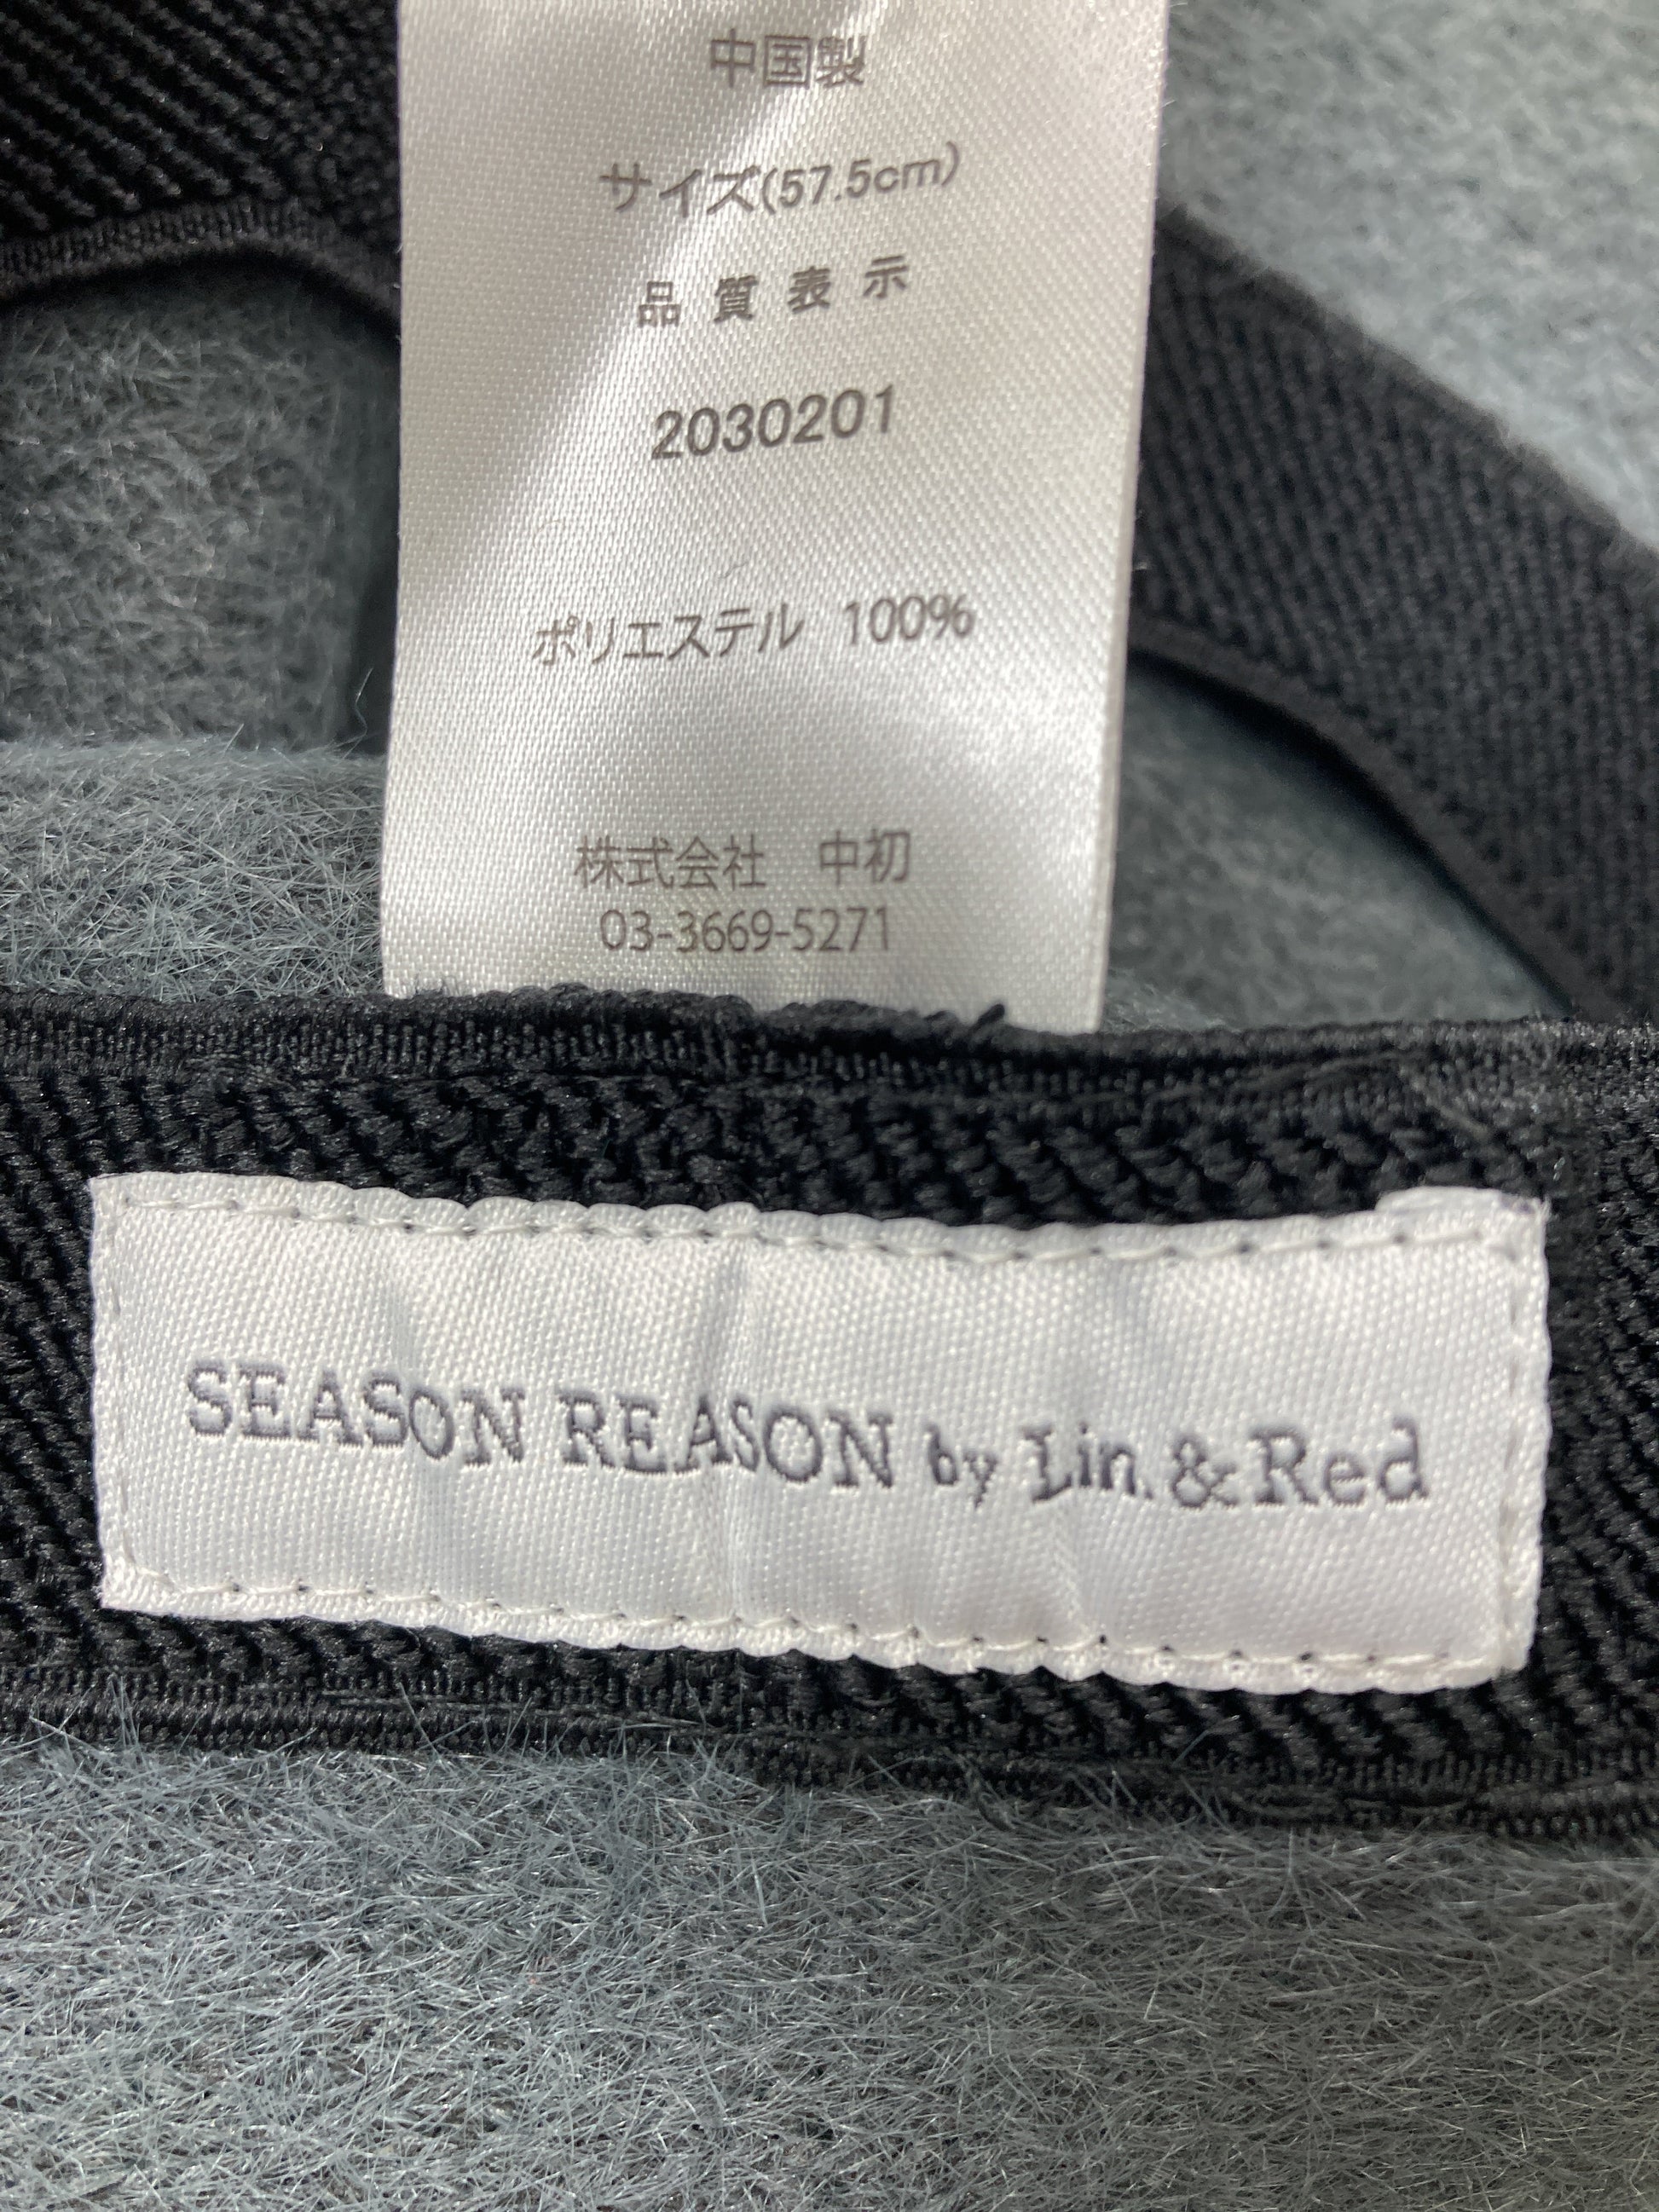 中国製
サイズ(57.5cm)
品質表示
2030201
ポリエステル 100%
株式会社 中初
03-3669-5271
SEASON REASON by Lin.&Red